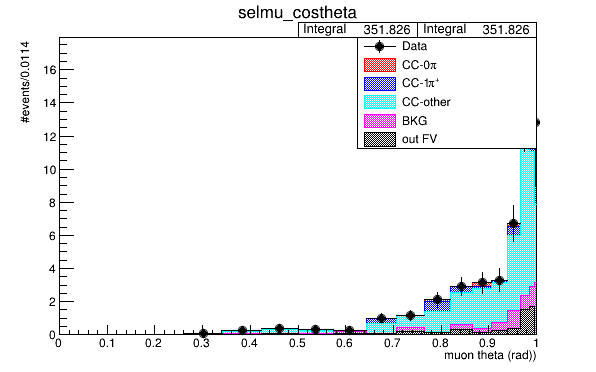 selmu_costheta
Integral 351.826 Integral 351.826
Data
CC-0π
CC-1π⁺
CC-other
BKG
out FV
#events/0.0114
16
14
12
10
8
6
4
2
0
0 0.1 0.2 0.3 0.4 0.5 0.6 0.7 0.8 0.9 1
muon theta (rad))